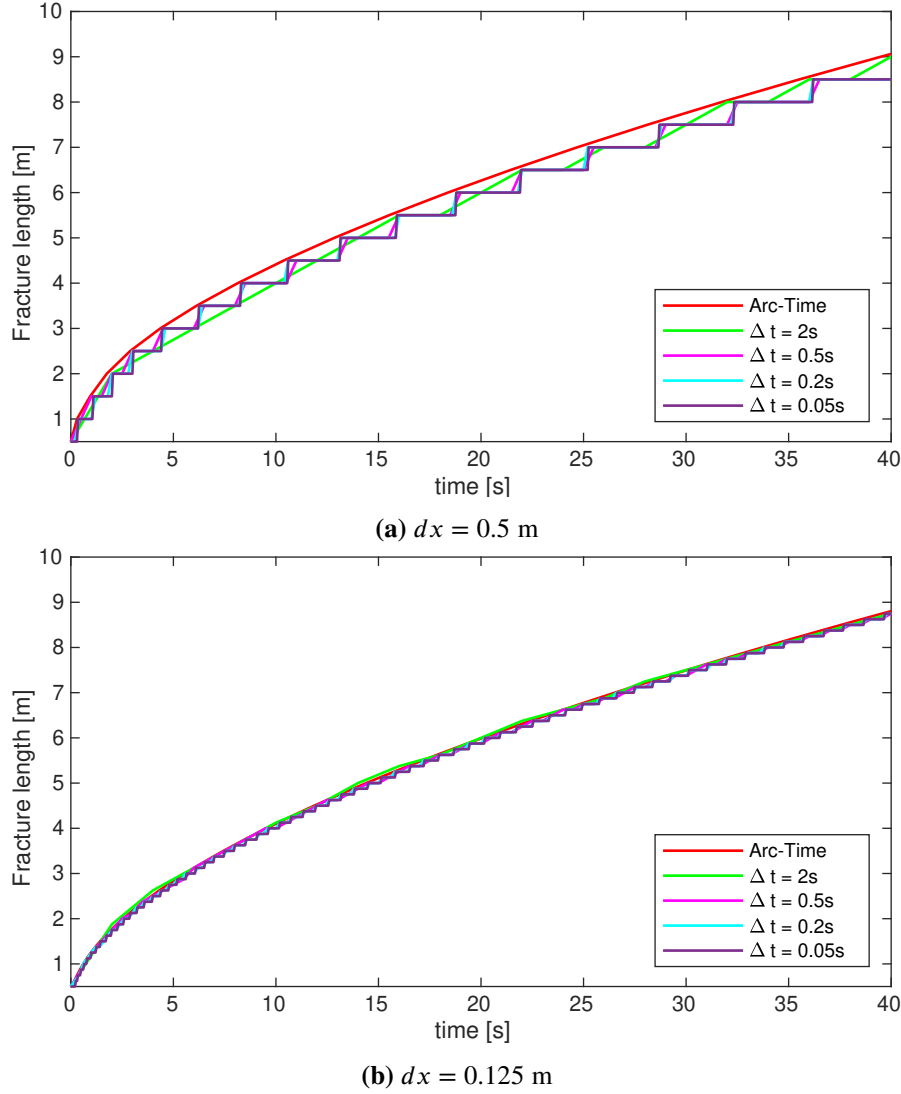 10
9
8
7
6
5
4
3
2
1
Fracture length [m]
Arc-Time
Δ t = 2s
Δ t = 0.5s
Δ t = 0.2s
Δ t = 0.05s
0 5 10 15 20 25 30 35 40
time [s]
(a) dx = 0.5 m
10
9
8
7
6
5
4
3
2
1
Fracture length [m]
Arc-Time
Δ t = 2s
Δ t = 0.5s
Δ t = 0.2s
Δ t = 0.05s
0 5 10 15 20 25 30 35 40
time [s]
(b) dx = 0.125 m